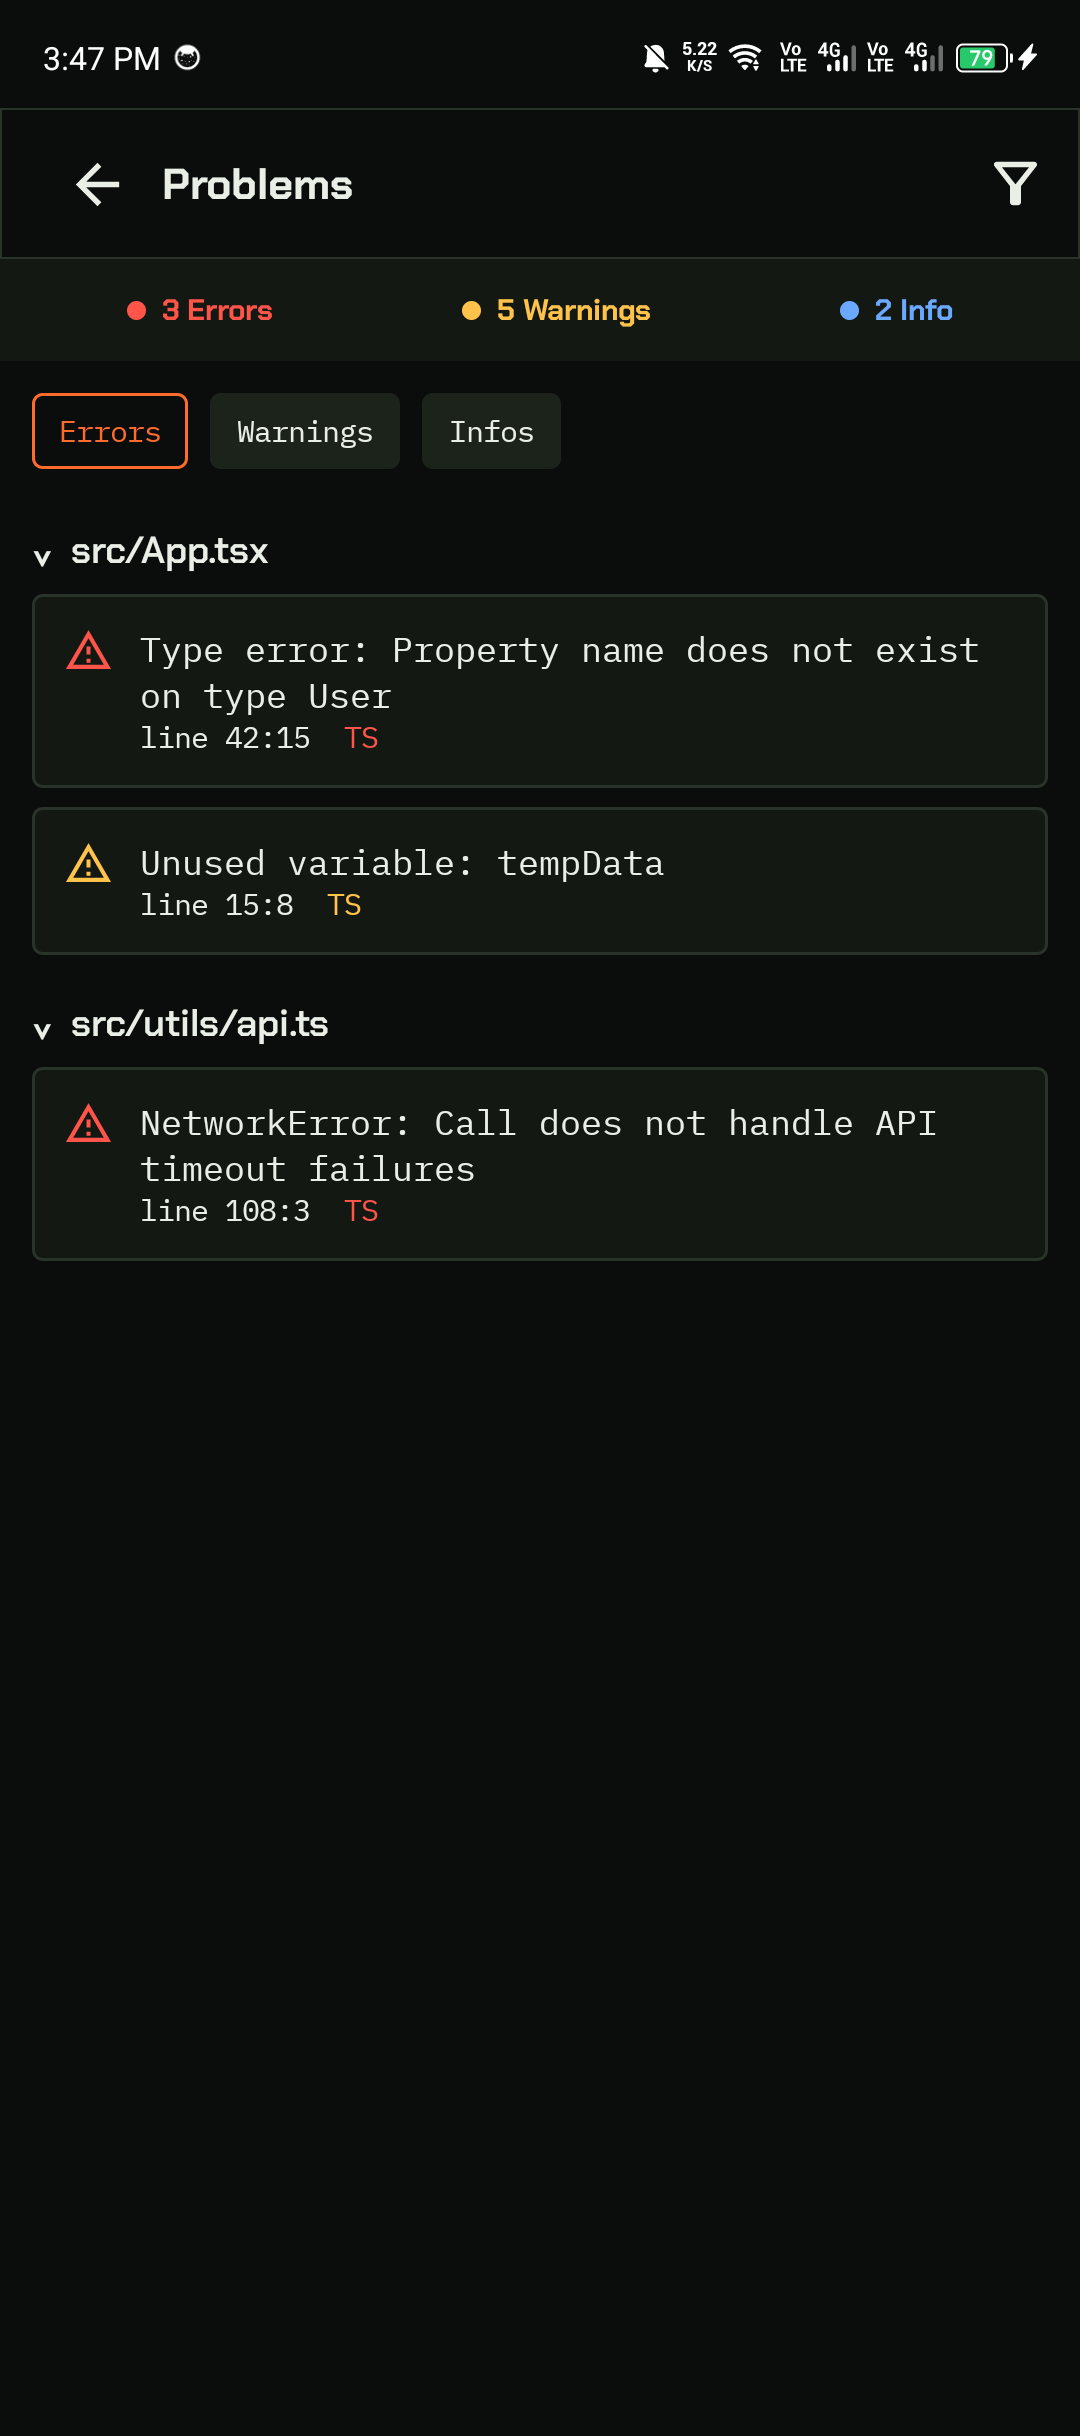 3:47 PM
5.22
K/S
Vo
LTE
4G
Vo
LTE
4G
79
Problems
3 Errors
5 Warnings
2 Info
Errors
Warnings
Infos
src/App.tsx
Type error: Property name does not exist
on type User
line 42:15 TS
Unused variable: tempData
line 15:8 TS
src/utils/api.ts
NetworkError: Call does not handle API
timeout failures
line 108:3 TS